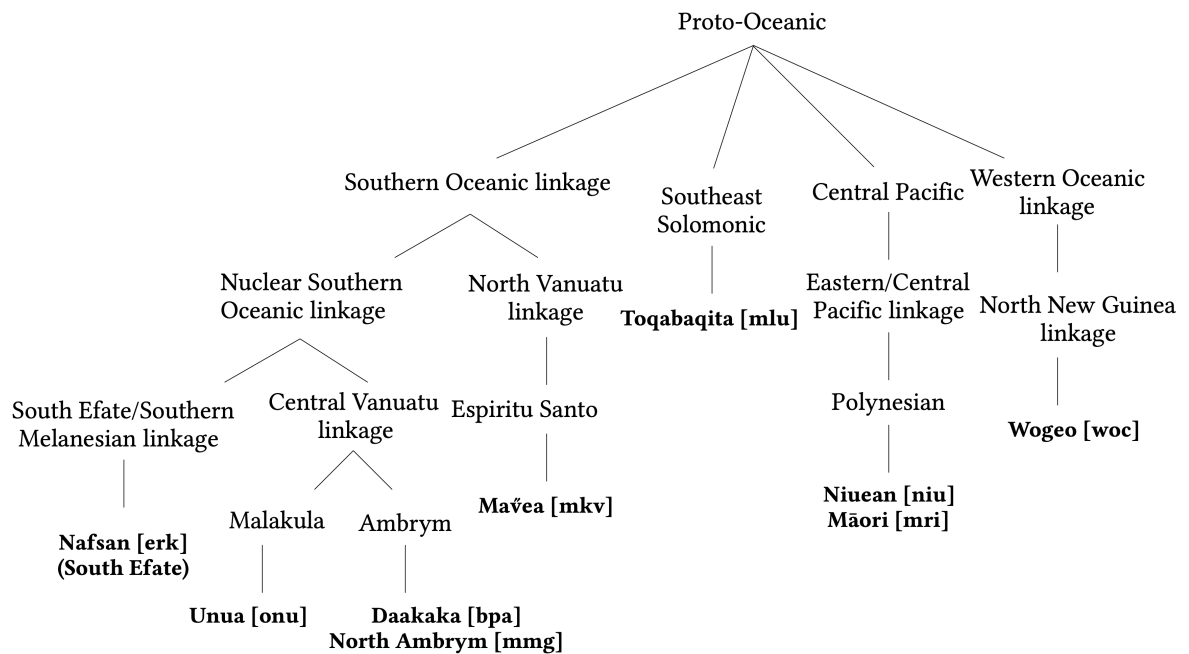 Proto-Oceanic
Southern Oceanic linkage
Southeast
Solomonic
Central Pacific
Western Oceanic
linkage
Nuclear Southern
Oceanic linkage
North Vanuatu
linkage
Toqabaqita [mlu]
Eastern/Central
Pacific linkage
North New Guinea
linkage
South Efate/Southern
Melanesian linkage
Central Vanuatu
linkage
Espiritu Santo
Polynesian
Wogeo [woc]
Malakula
Ambrym
Mav̋ea [mkv]
Niuean [niu]
Māori [mri]
Nafsan [erk]
(South Efate)
Unua [onu]
Daakaka [bpa]
North Ambrym [mmg]